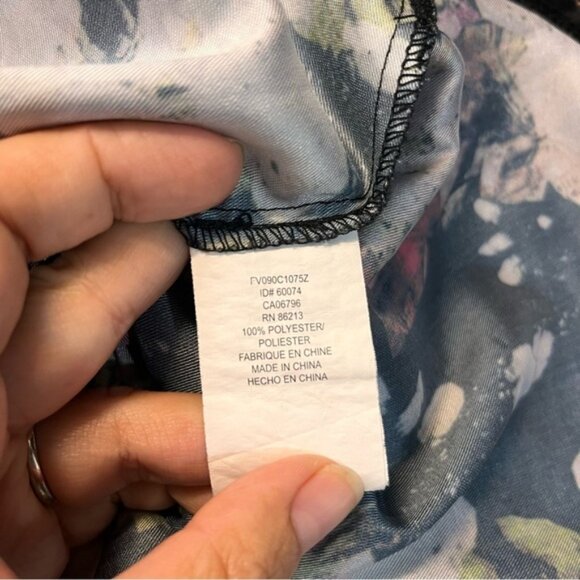 FV090C1075Z
ID# 60074
CA06796
RN 86213
100% POLYESTER/
POLIESTER
FABRIQUE EN CHINE
MADE IN CHINA
HECHO EN CHINA